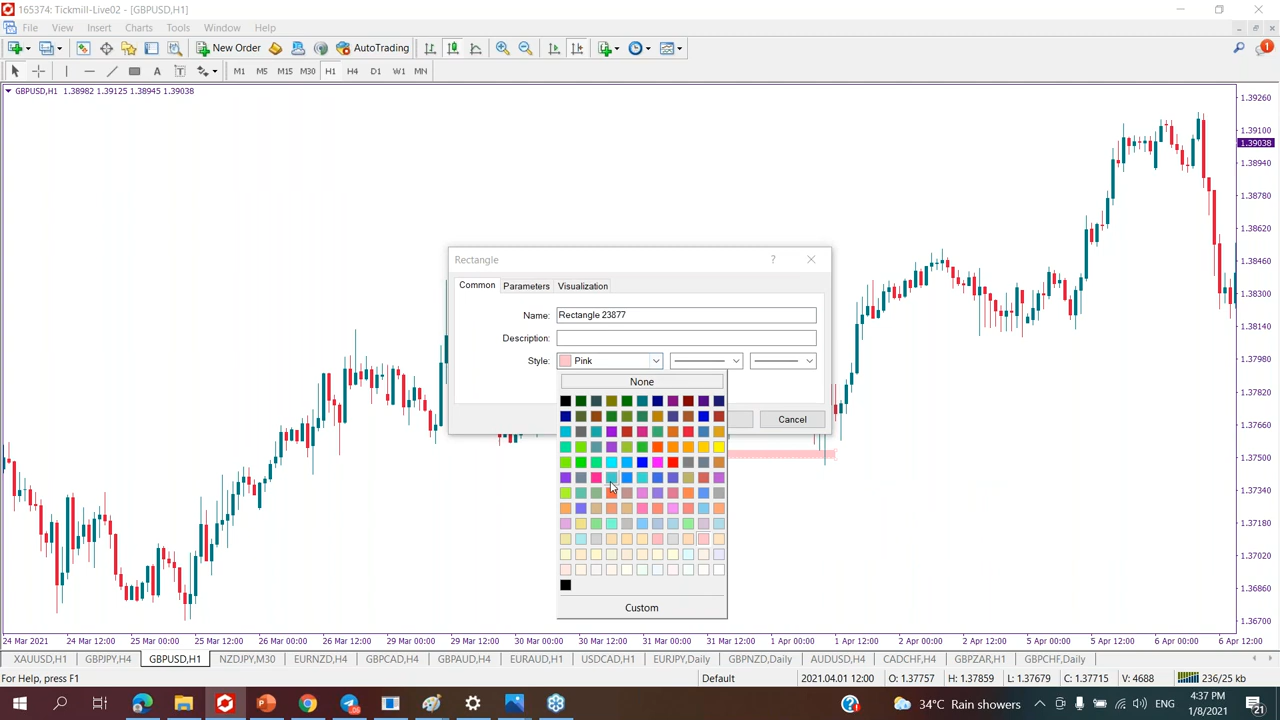 165374: Tickmill-Live02 - [GBPUSD,H1]
File View Insert Charts Tools Window Help
New Order AutoTrading
1
A T M1 M5 M15 M30 H1 H4 D1 W1 MN
GBPUSD,H1 1.38982 1.39125 1.38945 1.39038
1.39260
1.39100
1.39038
1.38940
1.38780
1.38620
1.38460
1.38300
1.38140
1.37980
1.37820
1.37660
1.37500
1.37340
1.37180
1.37020
1.36860
1.36700
Rectangle ?
Common Parameters Visualization
Name: Rectangle 23877
Description:
Style: Pink
None
Cancel
Custom
24 Mar 2021 24 Mar 12:00 25 Mar 00:00 25 Mar 12:00 26 Mar 00:00 26 Mar 12:00 29 Mar 00:00 29 Mar 12:00 30 Mar 00:00 30 Mar 12:00 31 Mar 00:00 31 Mar 12:00 1 Apr 00:00 1 Apr 12:00 2 Apr 00:00 2 Apr 12:00 5 Apr 00:00 5 Apr 12:00 6 Apr 00:00 6 Apr 12:00
XAUUSD,H1 GBPJPY,H4 GBPUSD,H1 NZDJPY,M30 EURNZD,H4 GBPCAD,H4 GBPAUD,H4 EURAUD,H1 USDCAD,H1 EURJPY,Daily GBPNZD,Daily AUDUSD,H4 CADCHF,H4 GBPZAR,H1 GBPCHF,Daily
For Help, press F1 Default 2021.04.01 12:00 O: 1.37757 H: 1.37859 L: 1.37679 C: 1.37715 V: 4688 236/25 kb
34°C Rain showers ENG 4:37 PM
1/8/2021 21